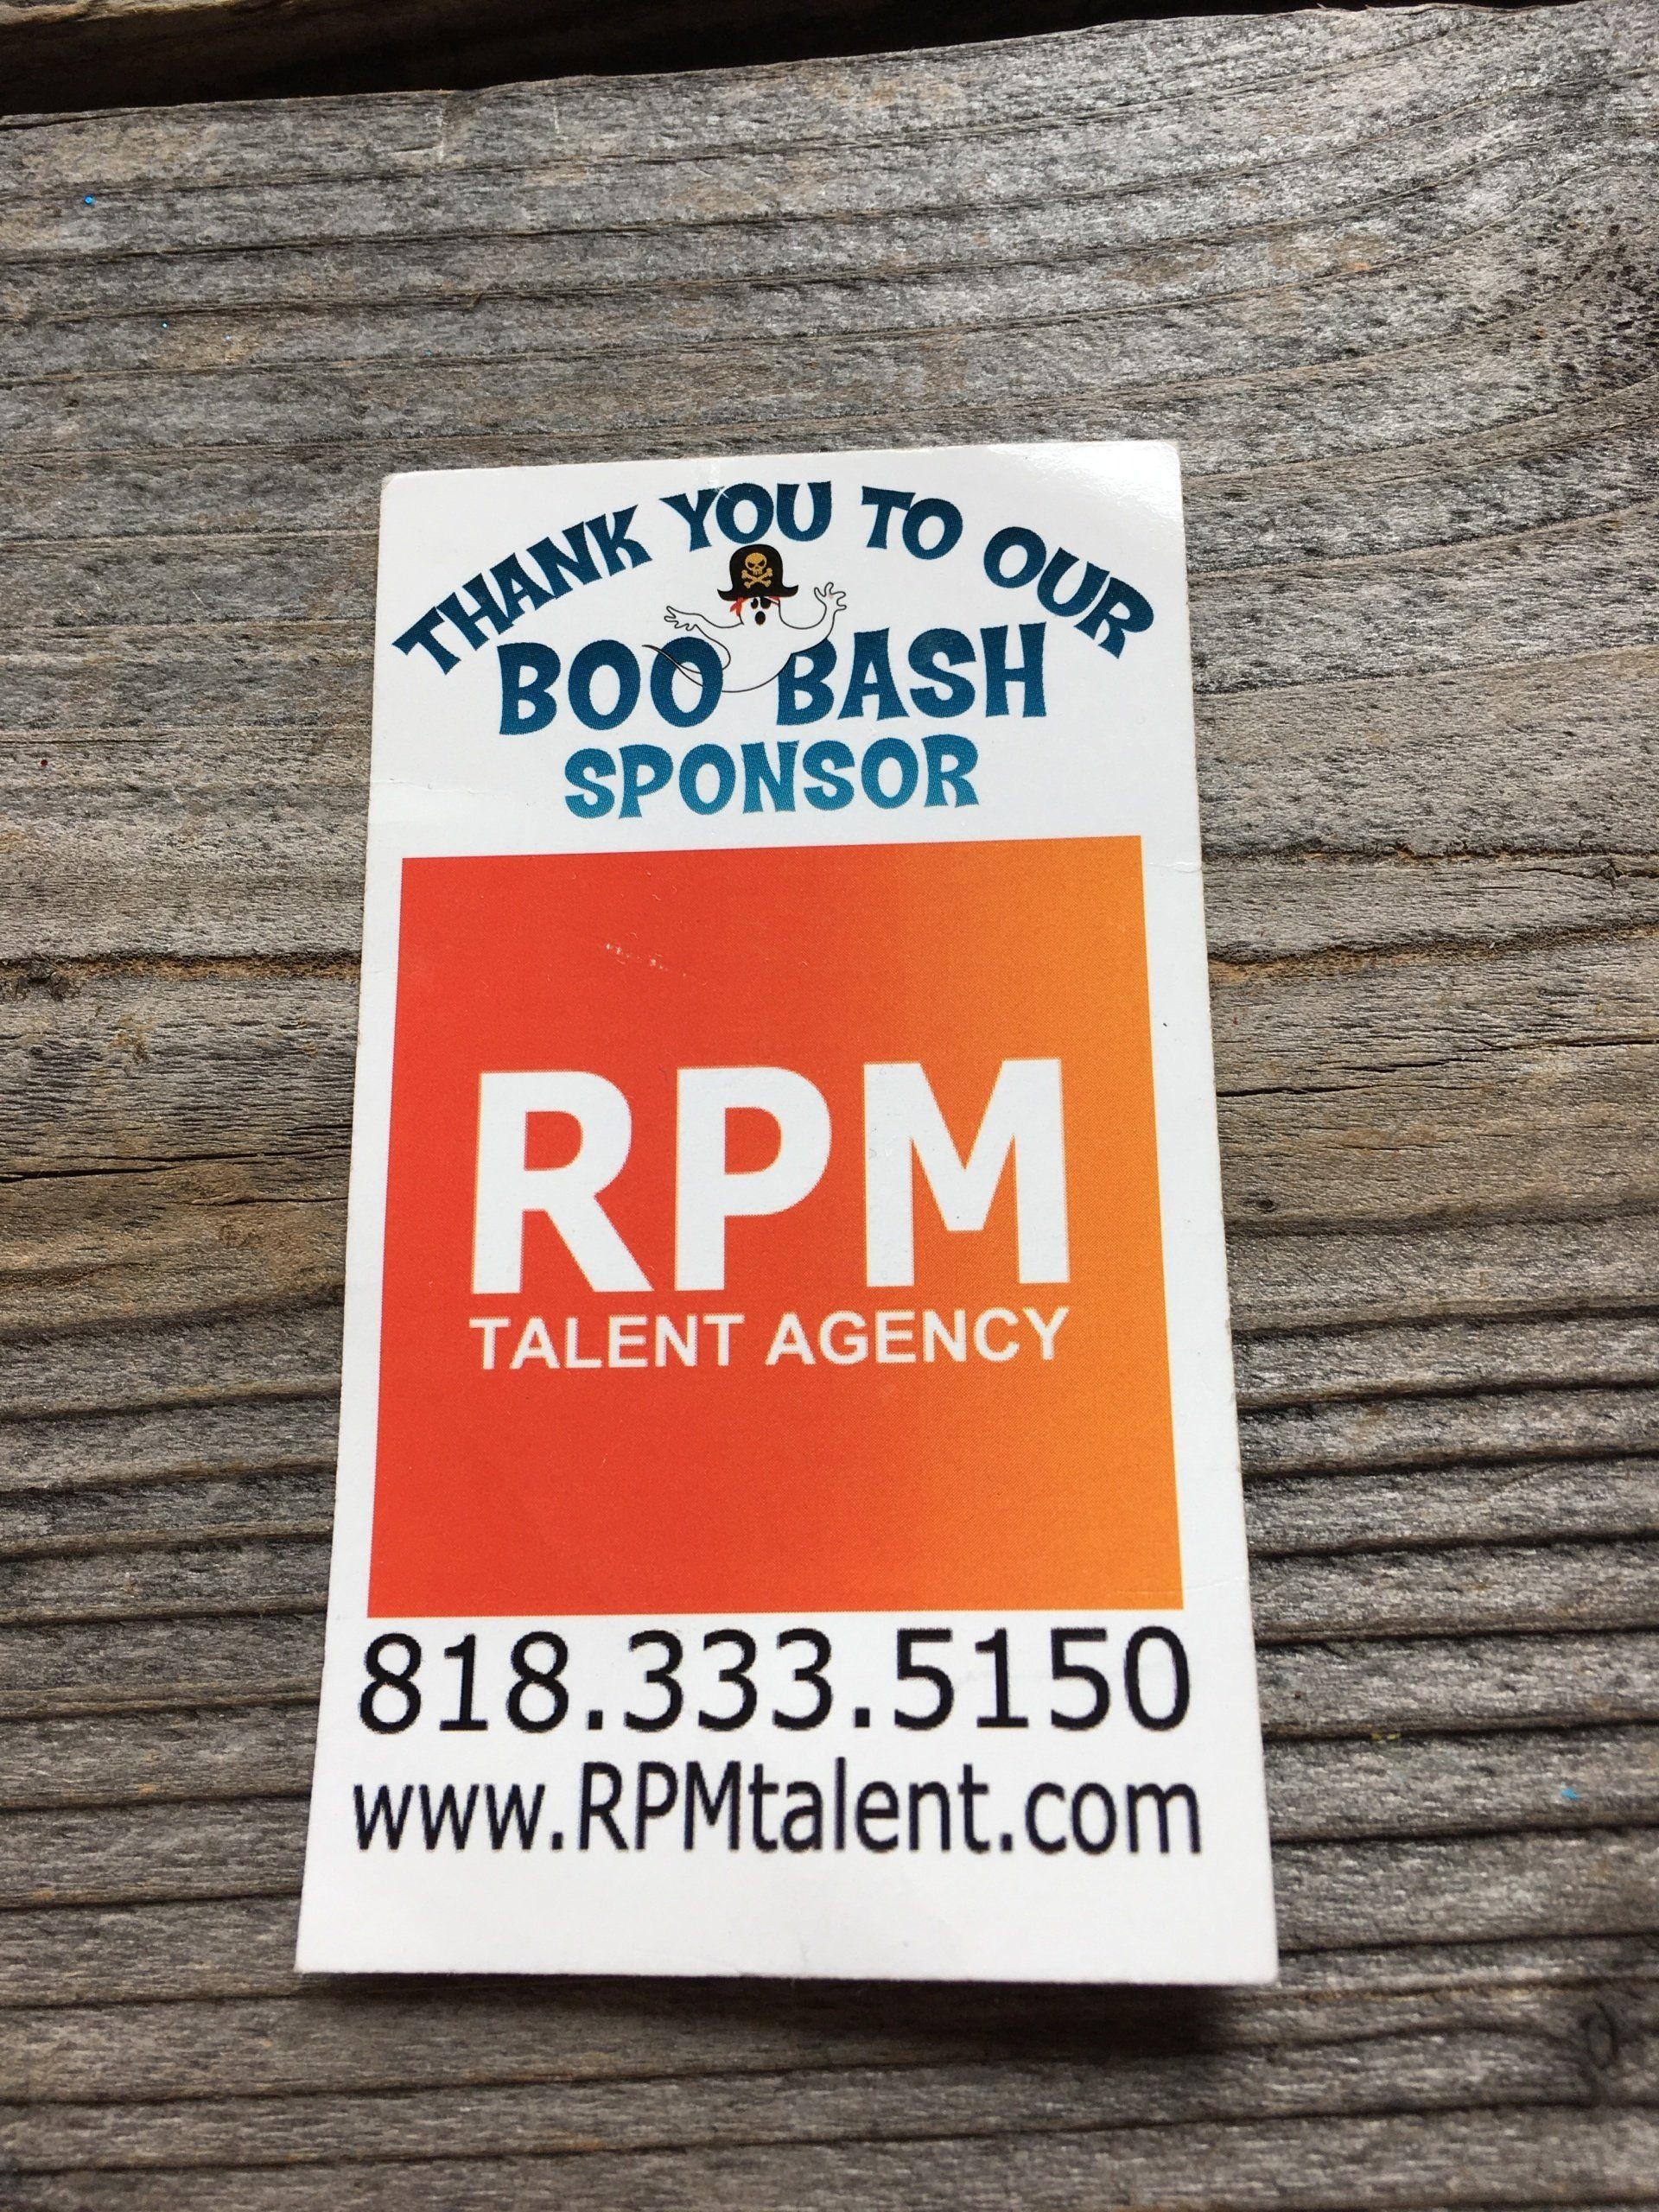 THANK YOU TO OUR
BOO BASH
SPONSOR
RPM
TALENT AGENCY
818.333.5150
www.RPMtalent.com